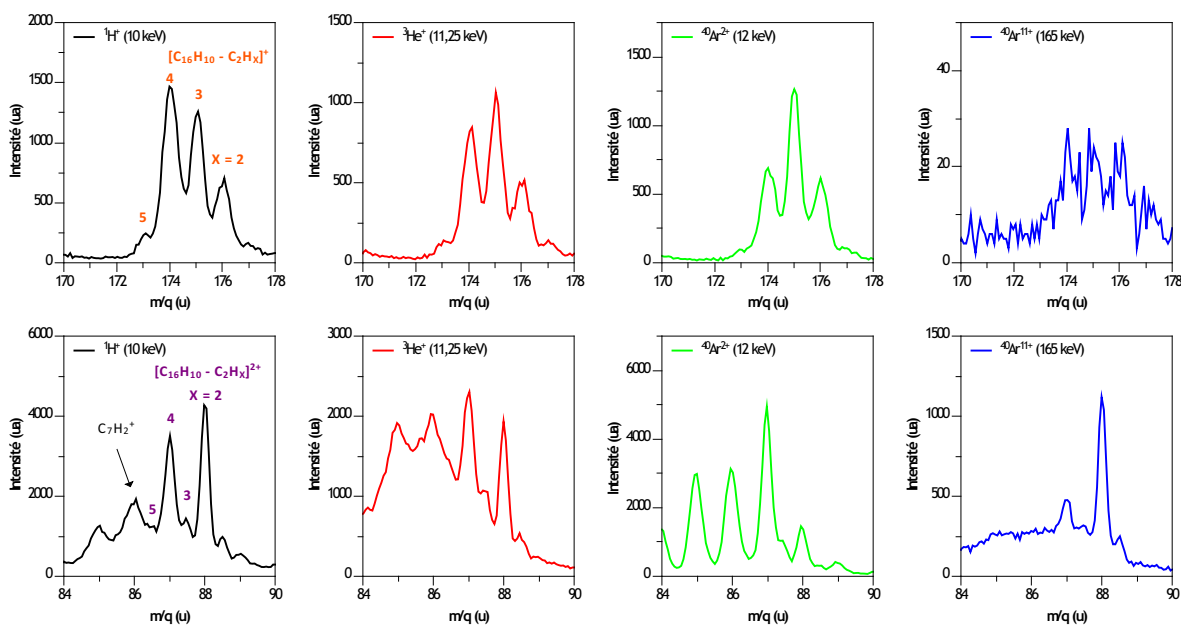 ¹H⁺ (10 keV)
[C₁₆H₁₀ - C₂Hₓ]⁺
4
3
X = 2
5
2000
1500
1000
500
0
170 172 174 176 178
Intensité (ua)
m/q (u)
³He⁺ (11,25 keV)
1500
1000
500
0
170 172 174 176 178
Intensité (ua)
m/q (u)
⁴⁰Ar²⁺ (12 keV)
1500
1000
500
0
170 172 174 176 178
Intensité (ua)
m/q (u)
⁴⁰Ar¹¹⁺ (165 keV)
40
20
0
170 172 174 176 178
Intensité (ua)
m/q (u)
¹H⁺ (10 keV)
[C₁₆H₁₀ - C₂Hₓ]²⁺
X = 2
4
C₇H₂⁺
3
5
6000
4000
2000
0
84 86 88 90
Intensité (ua)
m/q (u)
³He⁺ (11,25 keV)
3000
2000
1000
0
84 86 88 90
Intensité (ua)
m/q (u)
⁴⁰Ar²⁺ (12 keV)
6000
4000
2000
0
84 86 88 90
Intensité (ua)
m/q (u)
⁴⁰Ar¹¹⁺ (165 keV)
1500
1000
500
0
84 86 88 90
Intensité (ua)
m/q (u)